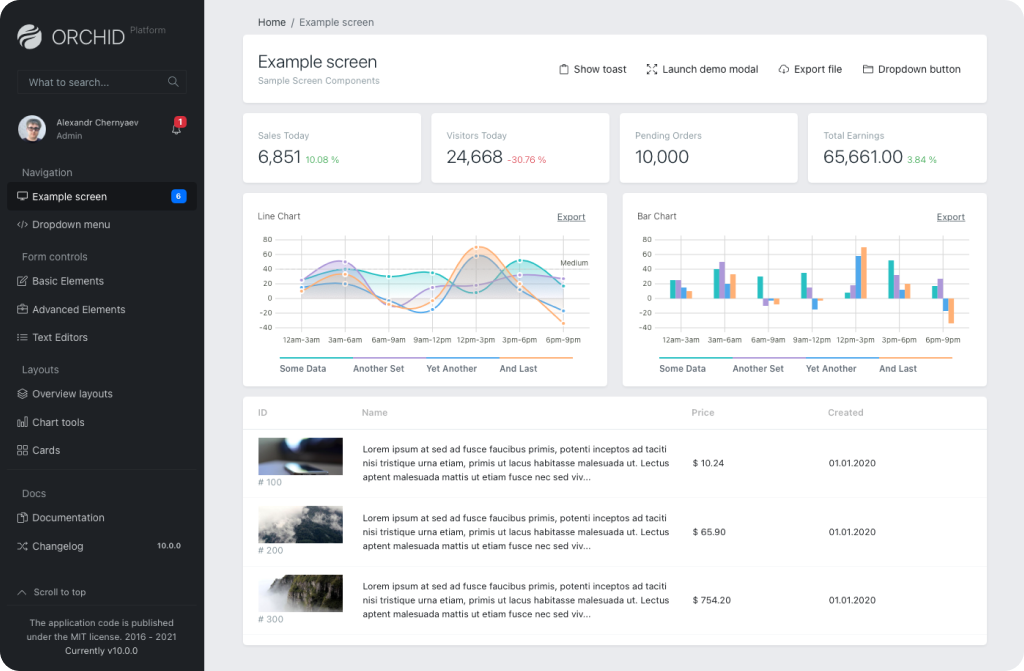 ORCHID Platform
What to search...
Alexandr Chernyaev
Admin
1
Navigation
Example screen 6
Dropdown menu
Form controls
Basic Elements
Advanced Elements
Text Editors
Layouts
Overview layouts
Chart tools
Cards
Docs
Documentation
Changelog 10.0.0
Scroll to top
The application code is published
under the MIT license. 2016 - 2021
Currently v10.0.0
Home / Example screen
Example screen
Sample Screen Components
Show toast Launch demo modal Export file Dropdown button
Sales Today
6,851 10.08 %
Visitors Today
24,668 -30.76 %
Pending Orders
10,000
Total Earnings
65,661.00 3.84 %
Line Chart Export
80
60
Medium
40
20
0
-20
-40
12am-3am 3am-6am 6am-9am 9am-12pm 12pm-3pm 3pm-6pm 6pm-9pm
Some Data Another Set Yet Another And Last
Bar Chart Export
80
60
40
20
0
-20
-40
12am-3am 3am-6am 6am-9am 9am-12pm 12pm-3pm 3pm-6pm 6pm-9pm
Some Data Another Set Yet Another And Last
ID Name Price Created
Lorem ipsum at sed ad fusce faucibus primis, potenti inceptos ad taciti
nisi tristique urna etiam, primis ut lacus habitasse malesuada ut. Lectus
aptent malesuada mattis ut etiam fusce nec sed viv...
$ 10.24
01.01.2020
# 100
Lorem ipsum at sed ad fusce faucibus primis, potenti inceptos ad taciti
nisi tristique urna etiam, primis ut lacus habitasse malesuada ut. Lectus
aptent malesuada mattis ut etiam fusce nec sed viv...
$ 65.90
01.01.2020
# 200
Lorem ipsum at sed ad fusce faucibus primis, potenti inceptos ad taciti
nisi tristique urna etiam, primis ut lacus habitasse malesuada ut. Lectus
aptent malesuada mattis ut etiam fusce nec sed viv...
$ 754.20
01.01.2020
# 300